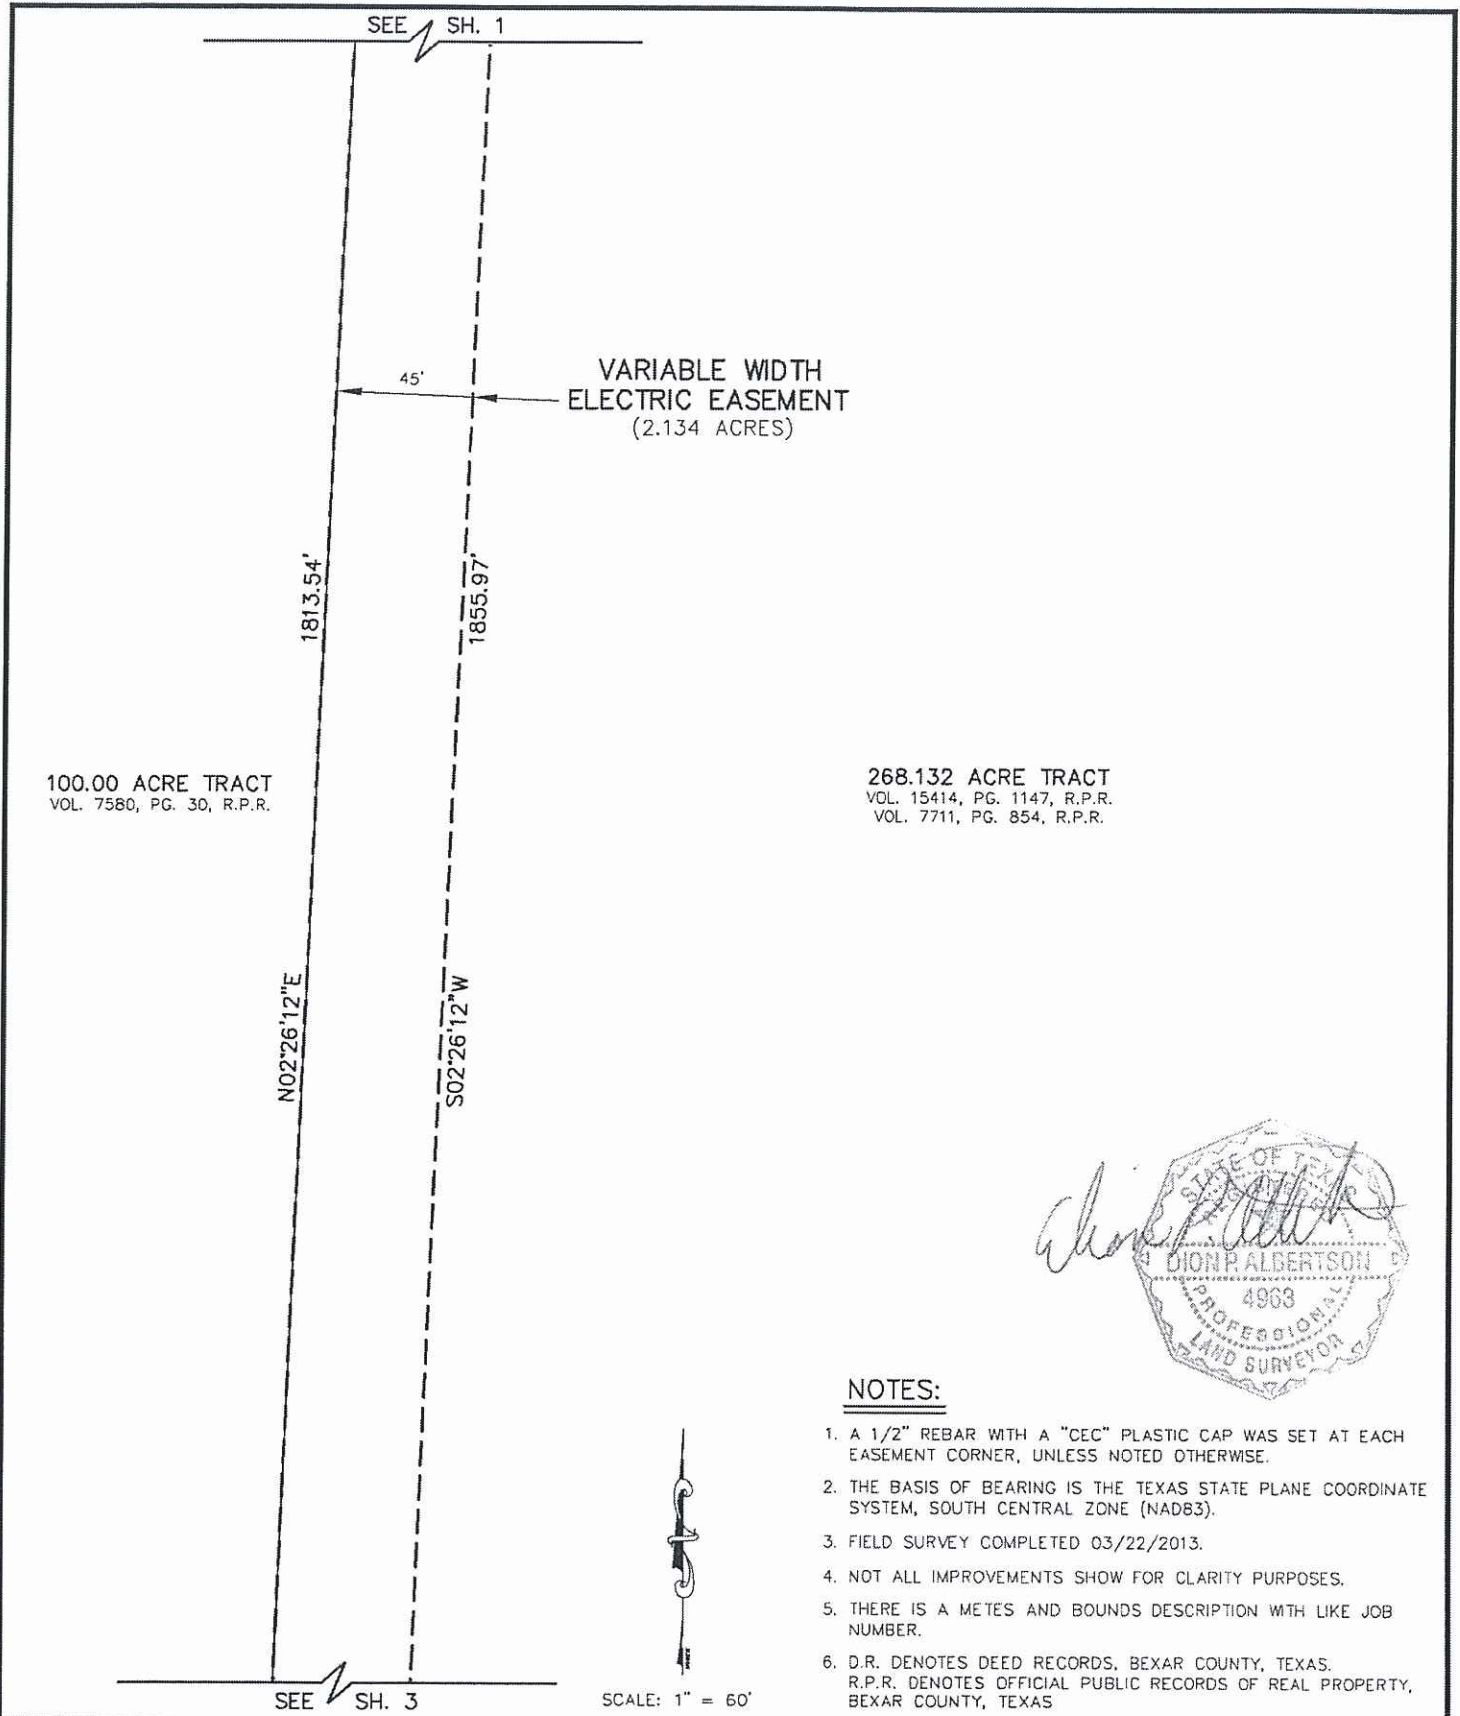 SEE SH. 1
45'
VARIABLE WIDTH
ELECTRIC EASEMENT
(2.134 ACRES)
1813.54'
1855.97'
100.00 ACRE TRACT
VOL. 7580, PG. 30, R.P.R.
268.132 ACRE TRACT
VOL. 15414, PG. 1147, R.P.R.
VOL. 7711, PG. 854, R.P.R.
N02°26'12"E
S02°26'12"W
STATE OF TEXAS
REGISTERED
DION P. ALBERTSON
4963
PROFESSIONAL
LAND SURVEYOR
NOTES:
1. A 1/2" REBAR WITH A "CEC" PLASTIC CAP WAS SET AT EACH
EASEMENT CORNER, UNLESS NOTED OTHERWISE.
2. THE BASIS OF BEARING IS THE TEXAS STATE PLANE COORDINATE
SYSTEM, SOUTH CENTRAL ZONE (NAD83).
3. FIELD SURVEY COMPLETED 03/22/2013.
4. NOT ALL IMPROVEMENTS SHOW FOR CLARITY PURPOSES.
5. THERE IS A METES AND BOUNDS DESCRIPTION WITH LIKE JOB
NUMBER.
6. D.R. DENOTES DEED RECORDS, BEXAR COUNTY, TEXAS.
R.P.R. DENOTES OFFICIAL PUBLIC RECORDS OF REAL PROPERTY,
BEXAR COUNTY, TEXAS
SCALE: 1" = 60'
SEE SH. 3